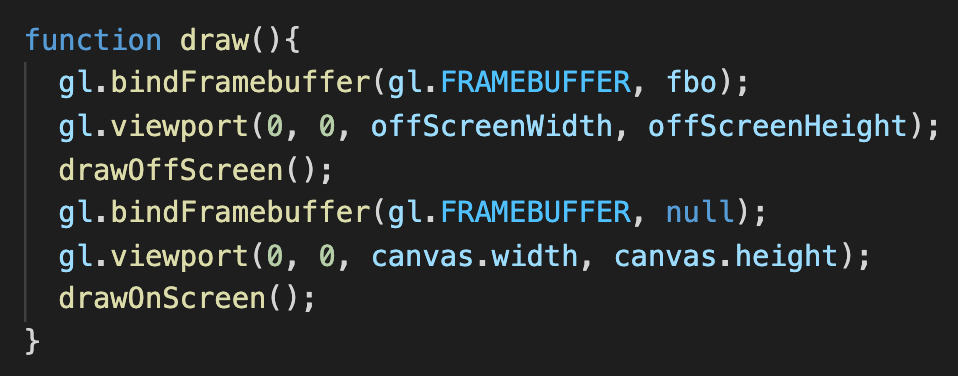 function draw(){
  gl.bindFramebuffer(gl.FRAMEBUFFER, fbo);
  gl.viewport(0, 0, offScreenWidth, offScreenHeight);
  drawOffScreen();
  gl.bindFramebuffer(gl.FRAMEBUFFER, null);
  gl.viewport(0, 0, canvas.width, canvas.height);
  drawOnScreen();
}